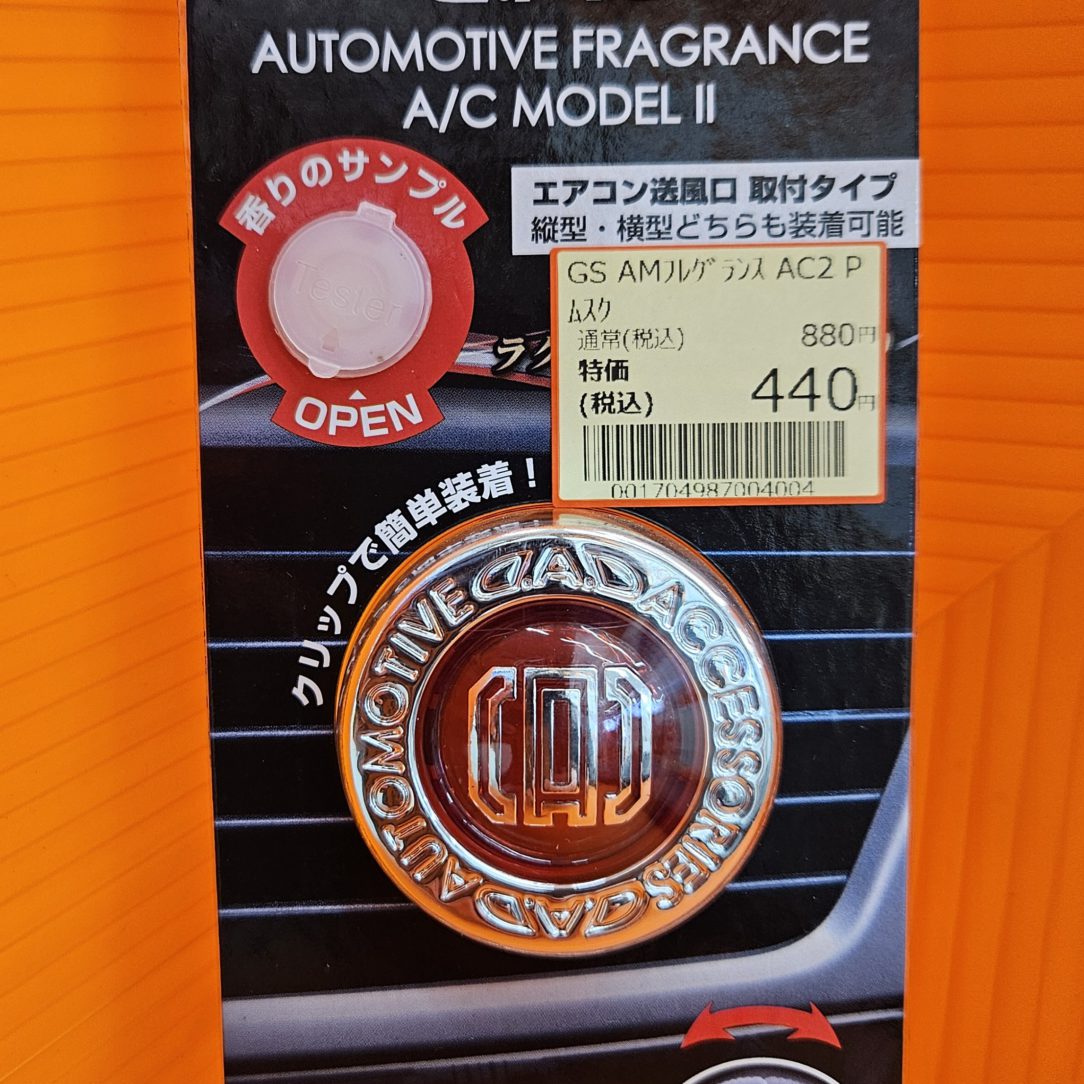 AUTOMOTIVE FRAGRANCE
A/C MODEL II
香りのサンプル
Tester
OPEN
エアコン送風口 取付タイプ
縦型・横型どちらも装着可能
GS AMﾌﾚｸﾞﾗﾝｽ AC2 P
ﾑｽｸ
通常(税込) 880円
特価
(税込) 440円
001704987004004
クリップで簡単装着!
AUTOMOTIVE D.A.D ACCESSORIES D.A.D
DAD